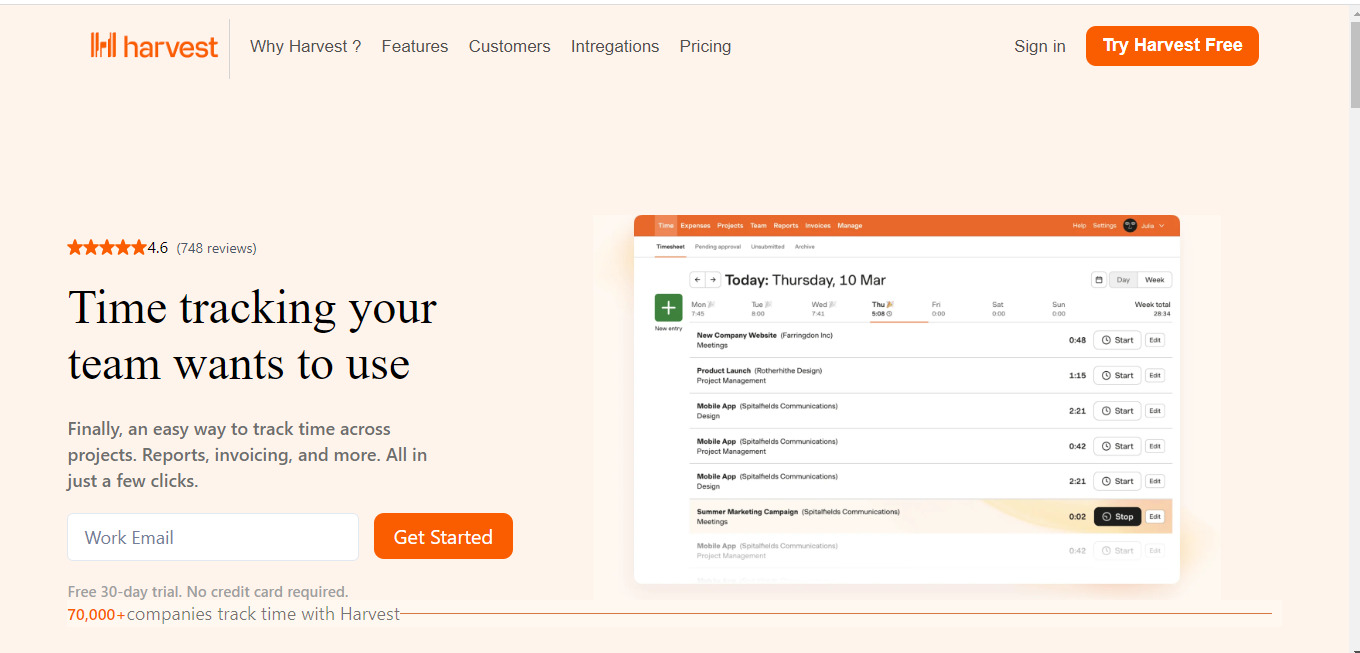 harvest
Why Harvest ? Features Customers Intregations Pricing
Sign in Try Harvest Free
4.6 (748 reviews)
Time tracking your
team wants to use
Finally, an easy way to track time across
projects. Reports, invoicing, and more. All in
just a few clicks.
Work Email Get Started
Free 30-day trial. No credit card required.
70,000+companies track time with Harvest
Time Expenses Projects Team Reports Invoices Manage Help Settings Julia
Timesheet Pending approval Unsubmitted Archive
Today: Thursday, 10 Mar Day Week
New entry
Mon Tue Wed Thu Fri Sat Sun Week total
7:45 8:00 7:41 5:08 0:00 0:00 0:00 28:34
New Company Website (Farringdon Inc)
Meetings
0:48 Start Edit
Product Launch (Rotherhithe Design)
Project Management
1:15 Start Edit
Mobile App (Spitalfields Communications)
Design
2:21 Start Edit
Mobile App (Spitalfields Communications)
Project Management
0:42 Start Edit
Mobile App (Spitalfields Communications)
Design
2:21 Start Edit
Summer Marketing Campaign (Spitalfields Communications)
Meetings
0:02 Stop Edit
Mobile App (Spitalfields Communications)
Project Management
0:42 Start Edit